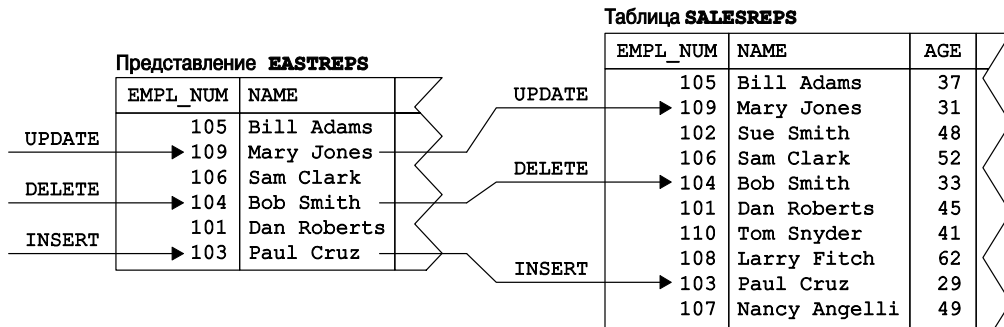 Таблица SALESREPS
EMPL_NUM NAME AGE
105 Bill Adams 37
109 Mary Jones 31
102 Sue Smith 48
106 Sam Clark 52
104 Bob Smith 33
101 Dan Roberts 45
110 Tom Snyder 41
108 Larry Fitch 62
103 Paul Cruz 29
107 Nancy Angelli 49
Представление EASTREPS
EMPL_NUM NAME
105 Bill Adams
109 Mary Jones
106 Sam Clark
104 Bob Smith
101 Dan Roberts
103 Paul Cruz
UPDATE
DELETE
INSERT
UPDATE
DELETE
INSERT